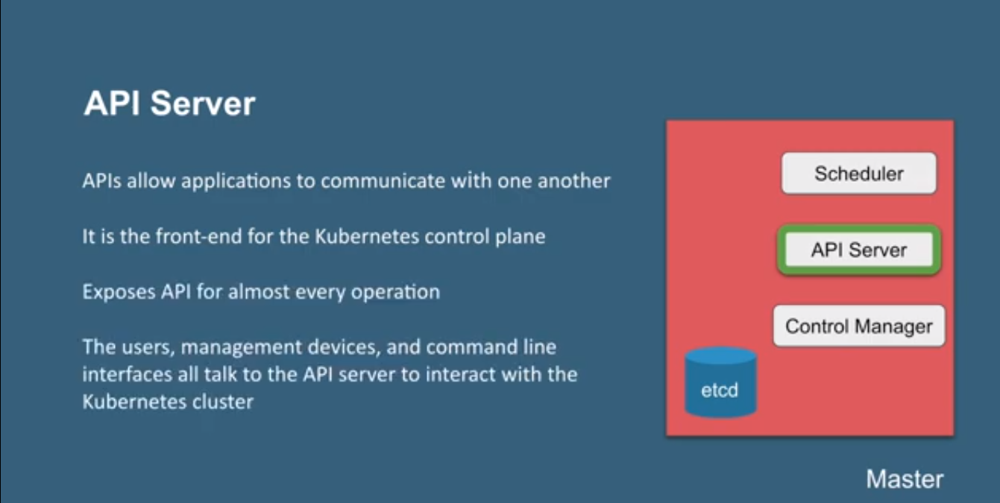 API Server
APIs allow applications to communicate with one another
It is the front-end for the Kubernetes control plane
Exposes API for almost every operation
The users, management devices, and command line
interfaces all talk to the API server to interact with the
Kubernetes cluster
Scheduler
API Server
Control Manager
etcd
Master